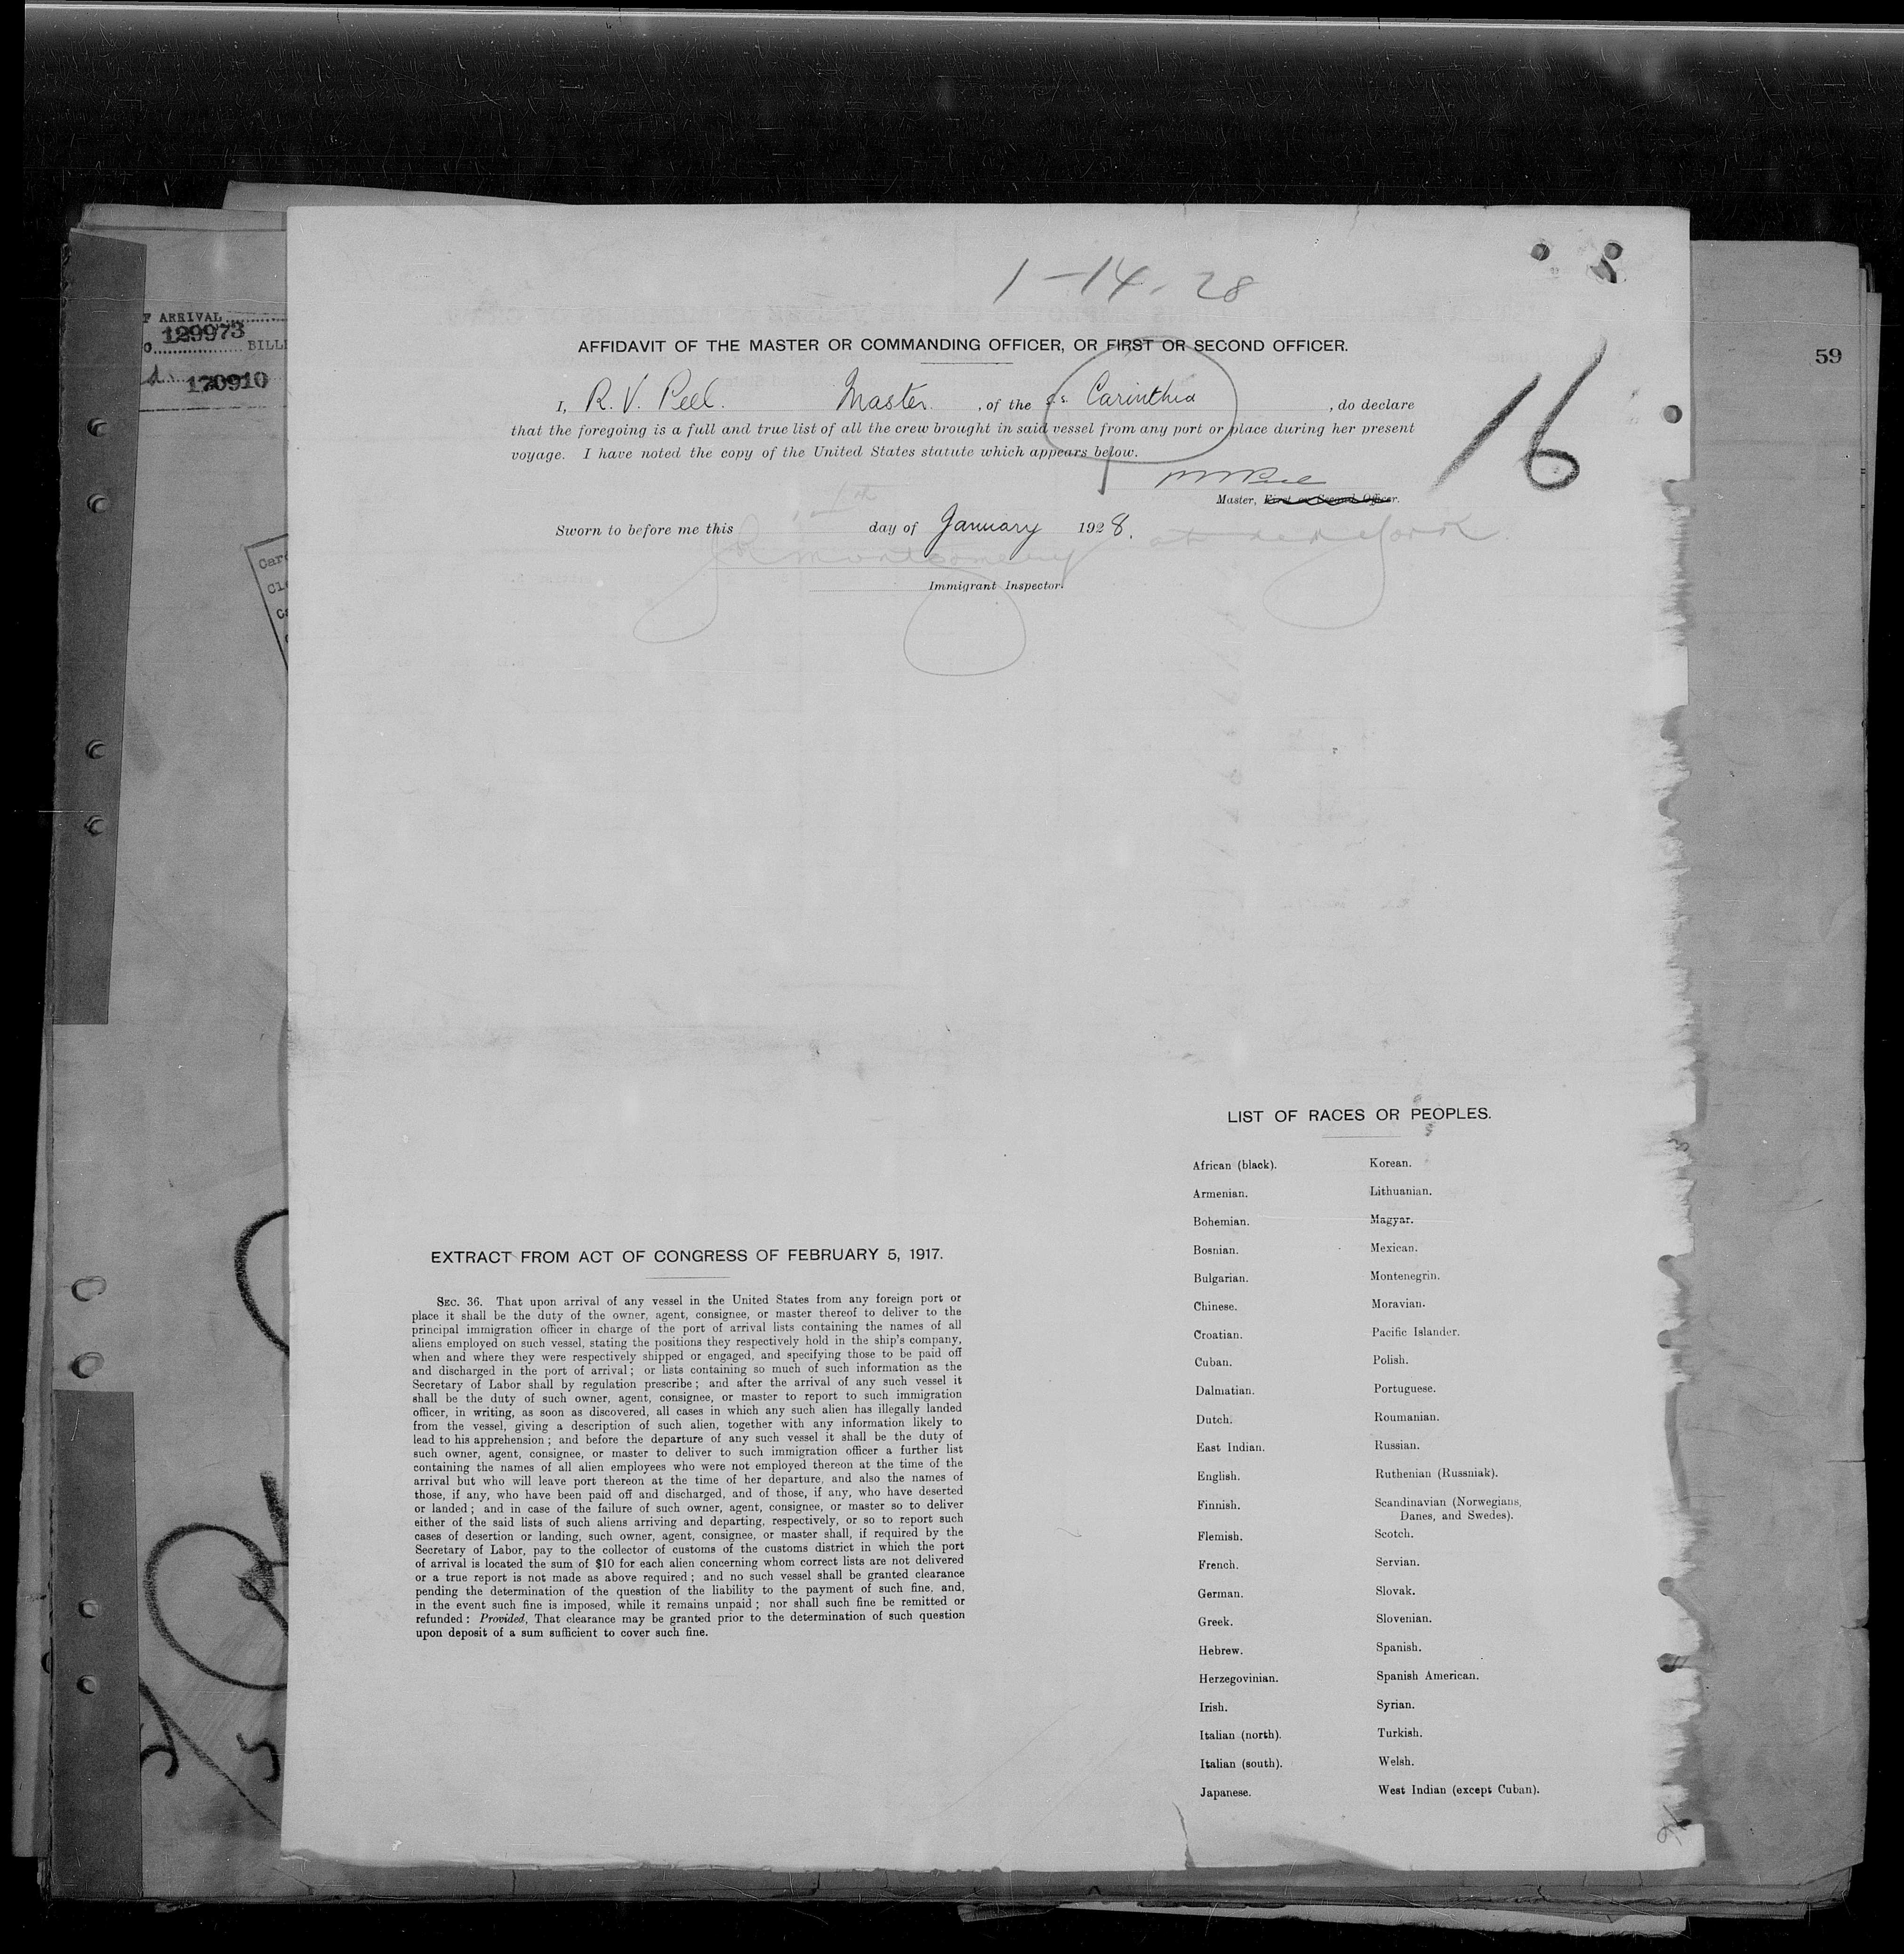 1-14-28
AFFIDAVIT OF THE MASTER OR COMMANDING OFFICER, OR FIRST OR SECOND OFFICER.
I, R. V. Peel. Master. , of the ss. Carinthia , do declare
that the foregoing is a full and true list of all the crew brought in said vessel from any port or place during her present
voyage. I have noted the copy of the United States statute which appears below.
16
Master, First or Second Officer.
Sworn to before me this day of January 1928.
Montgomery at New York
Immigrant Inspector.
F ARRIVAL
129973
BILL
170910
59
EXTRACT FROM ACT OF CONGRESS OF FEBRUARY 5, 1917.
SEC. 36. That upon arrival of any vessel in the United States from any foreign port or
place it shall be the duty of the owner, agent, consignee, or master thereof to deliver to the
principal immigration officer in charge of the port of arrival lists containing the names of all
aliens employed on such vessel, stating the positions they respectively hold in the ship's company,
when and where they were respectively shipped or engaged, and specifying those to be paid off
and discharged in the port of arrival; or lists containing so much of such information as the
Secretary of Labor shall by regulation prescribe; and after the arrival of any such vessel it
shall be the duty of such owner, agent, consignee, or master to report to such immigration
officer, in writing, as soon as discovered, all cases in which any such alien has illegally landed
from the vessel, giving a description of such alien, together with any information likely to
lead to his apprehension; and before the departure of any such vessel it shall be the duty of
such owner, agent, consignee, or master to deliver to such immigration officer a further list
containing the names of all alien employees who were not employed thereon at the time of the
arrival but who will leave port thereon at the time of her departure, and also the names of
those, if any, who have been paid off and discharged, and of those, if any, who have deserted
or landed; and in case of the failure of such owner, agent, consignee, or master so to deliver
either of the said lists of such aliens arriving and departing, respectively, or so to report such
cases of desertion or landing, such owner, agent, consignee, or master shall, if required by the
Secretary of Labor, pay to the collector of customs of the customs district in which the port
of arrival is located the sum of $10 for each alien concerning whom correct lists are not delivered
or a true report is not made as above required; and no such vessel shall be granted clearance
pending the determination of the question of the liability to the payment of such fine, and,
in the event such fine is imposed, while it remains unpaid; nor shall such fine be remitted or
refunded: Provided, That clearance may be granted prior to the determination of such question
upon deposit of a sum sufficient to cover such fine.
LIST OF RACES OR PEOPLES.
African (black).
Armenian.
Bohemian.
Bosnian.
Bulgarian.
Chinese.
Croatian.
Cuban.
Dalmatian.
Dutch.
East Indian.
English.
Finnish.
Flemish.
French.
German.
Greek.
Hebrew.
Herzegovinian.
Irish.
Italian (north).
Italian (south).
Japanese.
Korean.
Lithuanian.
Magyar.
Mexican.
Montenegrin.
Moravian.
Pacific Islander.
Polish.
Portuguese.
Roumanian.
Russian.
Ruthenian (Russniak).
Scandinavian (Norwegians,
Danes, and Swedes).
Scotch.
Servian.
Slovak.
Slovenian.
Spanish.
Spanish American.
Syrian.
Turkish.
Welsh.
West Indian (except Cuban).